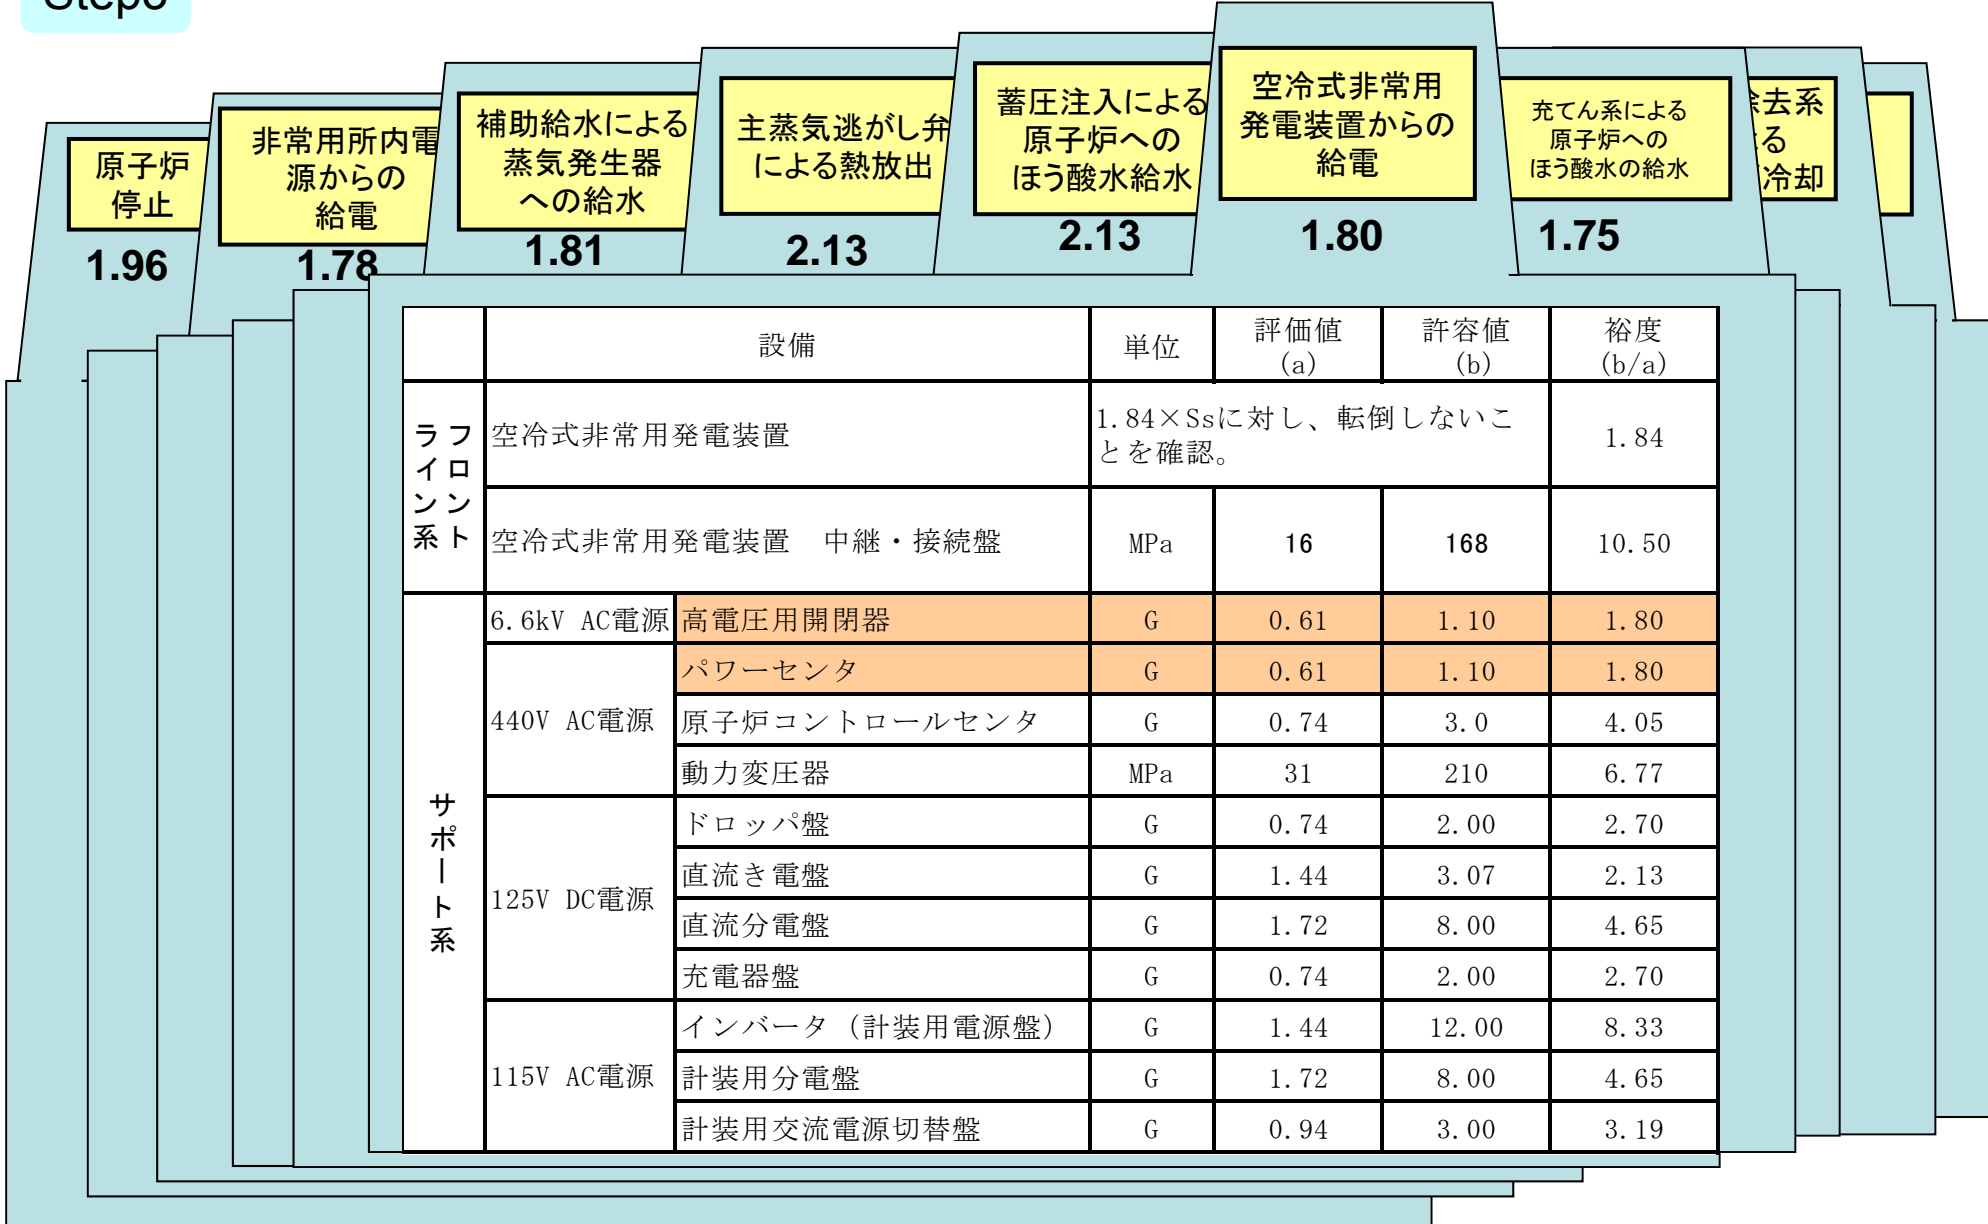 原子炉
停止
1.96
非常用所内電
源からの
給電
1.78
補助給水による
蒸気発生器
への給水
1.81
主蒸気逃がし弁
による熱放出
2.13
蓄圧注入による
原子炉への
ほう酸水給水
2.13
空冷式非常用
発電装置からの
給電
1.80
充てん系による
原子炉への
ほう酸水の給水
1.75
去系
る
冷却
設備 単位 評価値 (a) 許容値 (b) 裕度 (b/a)
フロントライン系
空冷式非常用発電装置 1.84×Ssに対し、転倒しないこ
とを確認。 1.84
空冷式非常用発電装置　中継・接続盤 MPa 16 168 10.50
サポート系
6.6kV AC電源 高電圧用開閉器 G 0.61 1.10 1.80
440V AC電源
パワーセンタ G 0.61 1.10 1.80
原子炉コントロールセンタ G 0.74 3.0 4.05
動力変圧器 MPa 31 210 6.77
125V DC電源
ドロッパ盤 G 0.74 2.00 2.70
直流き電盤 G 1.44 3.07 2.13
直流分電盤 G 1.72 8.00 4.65
充電器盤 G 0.74 2.00 2.70
115V AC電源
インバータ（計装用電源盤） G 1.44 12.00 8.33
計装用分電盤 G 1.72 8.00 4.65
計装用交流電源切替盤 G 0.94 3.00 3.19